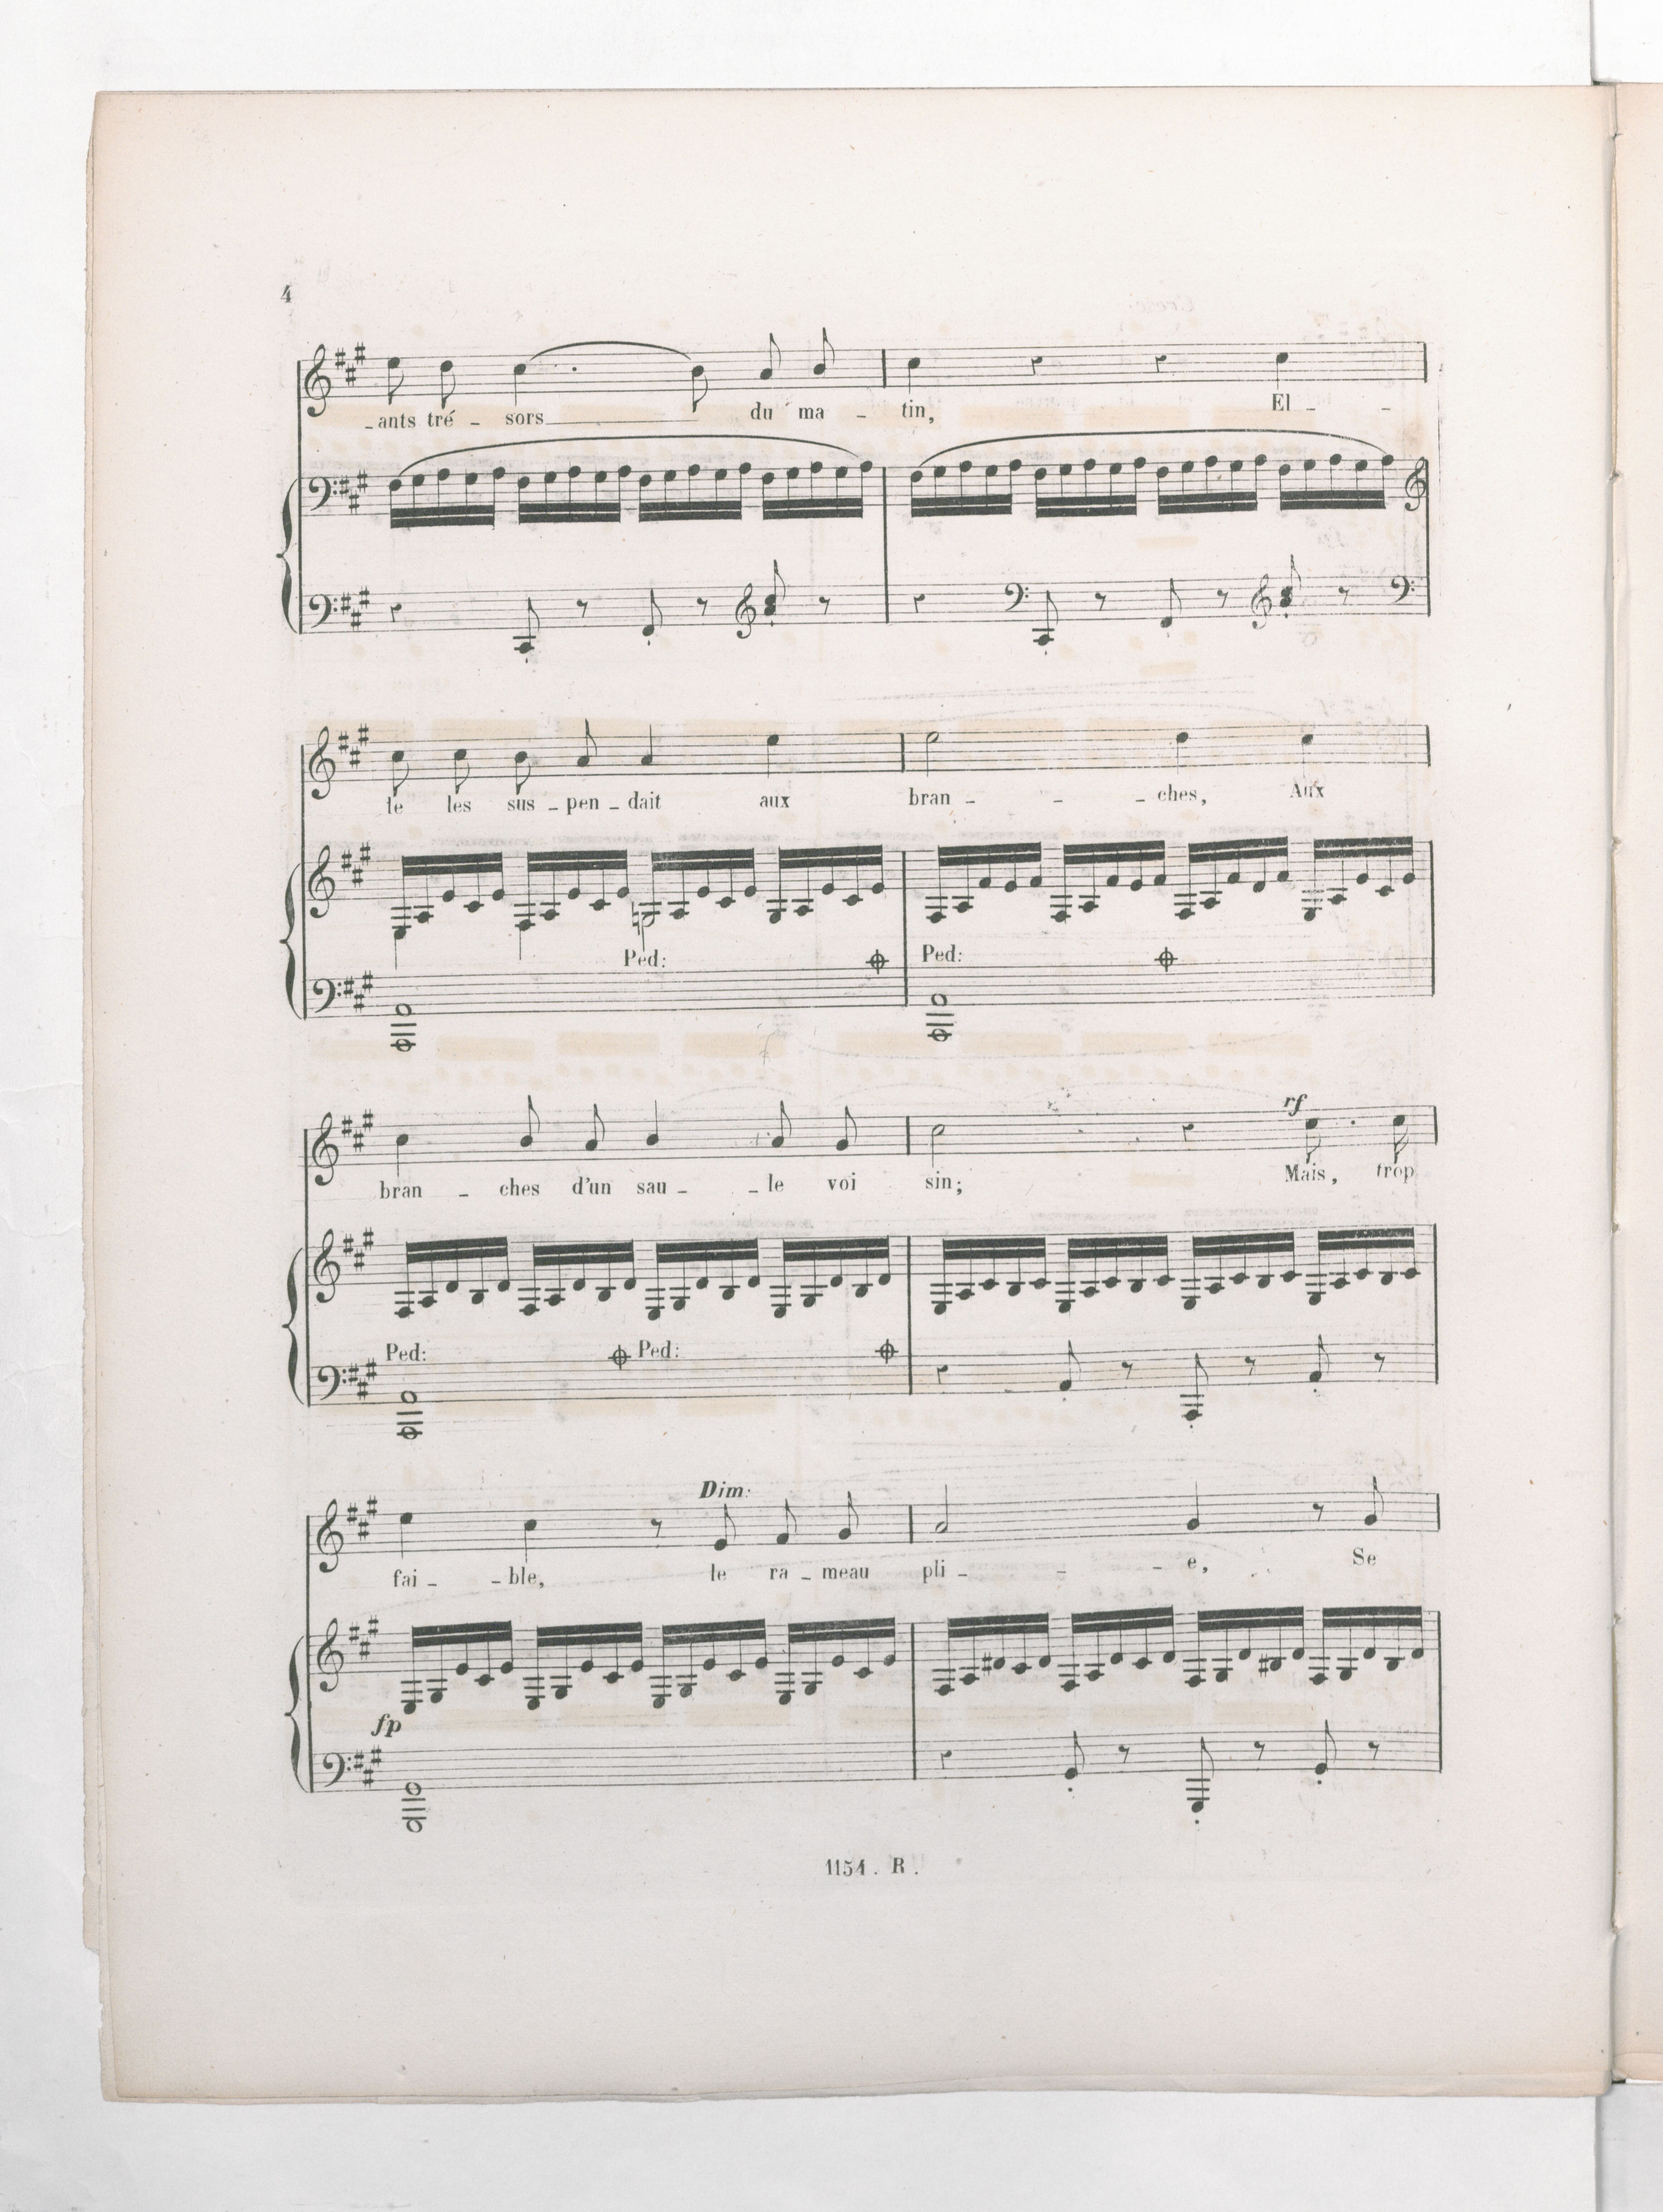 4
_ants tré _ sors du ma _ tin, El _ _
le les sus _ pen _ dait aux bran _ _ ches, Aux
Ped: Ped:
rf
bran _ ches d'un sau _ _ le voi sin; Mais, trop
Ped: Ped:
Dim:
fai _ _ ble, le ra _ meau pli _ _ _ e, Se
fp
1154. R.